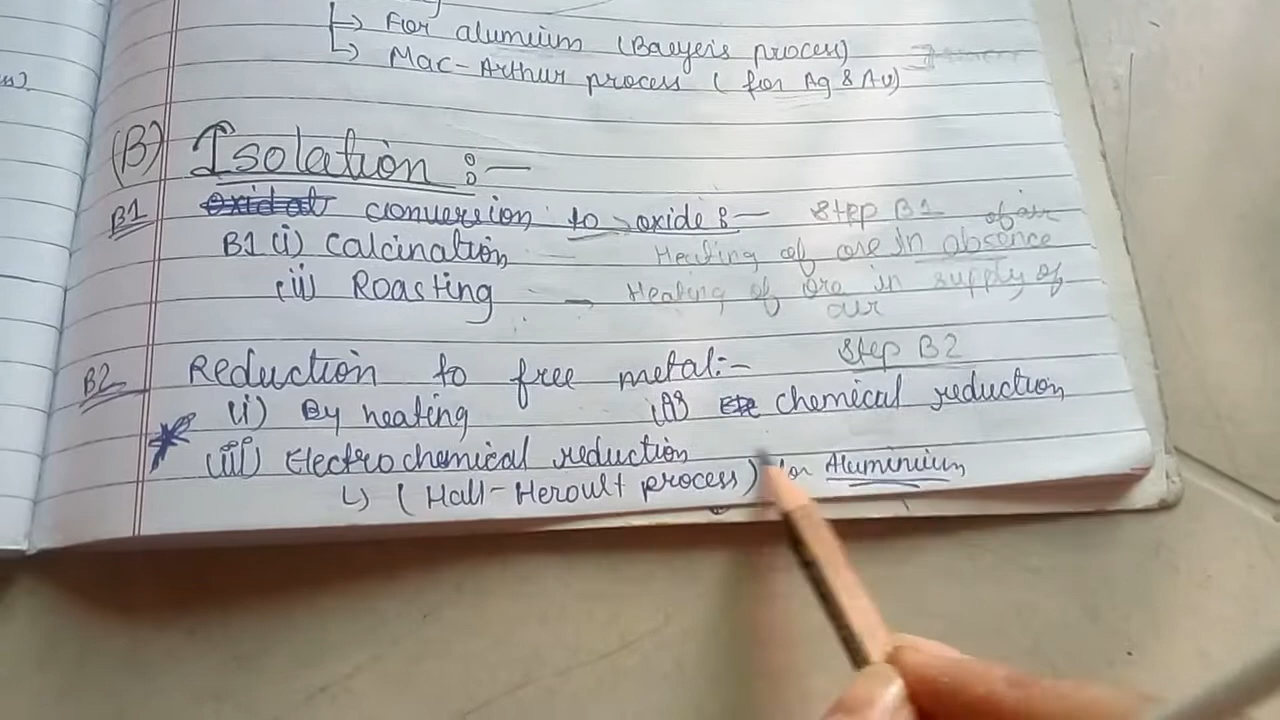 ↳ For alumium (Baeyer's process)
↳ Mac-Arthur process (for Ag & Au)
(B) Isolation :-
B1 oxidat conversion to oxide :- Step B1
B1 (i) Calcination - Heating of ore in absence of air
(ii) Roasting → Heating of ore in supply of
air
B2 Reduction to free metal:- Step B2
(i) By heating (ii) chemical reduction
(iii) Electrochemical reduction
↳ (Hall-Heroult process) for Aluminium